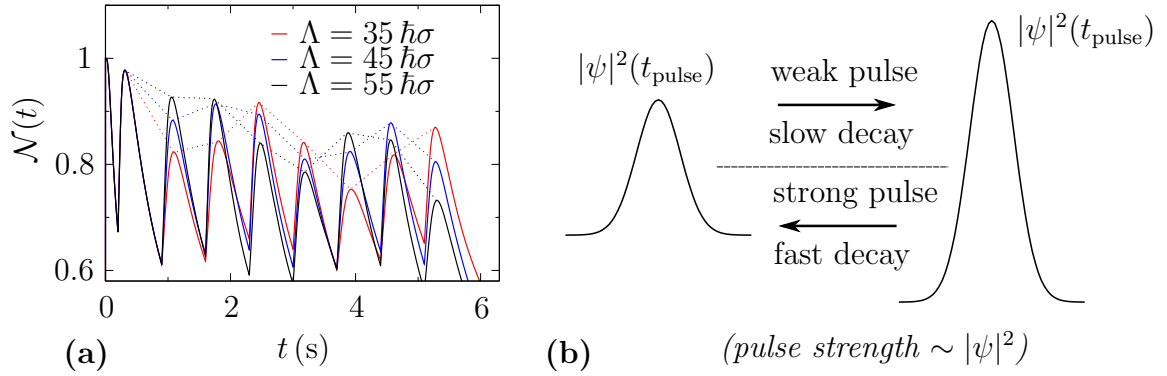 Λ = 35 ħσ
Λ = 45 ħσ
Λ = 55 ħσ
1
0.8
0.6
𝒩(t)
0
2
4
6
t (s)
(a)
|ψ|²(t_pulse)
weak pulse
slow decay
strong pulse
fast decay
|ψ|²(t_pulse)
(b)
(pulse strength ∼ |ψ|²)